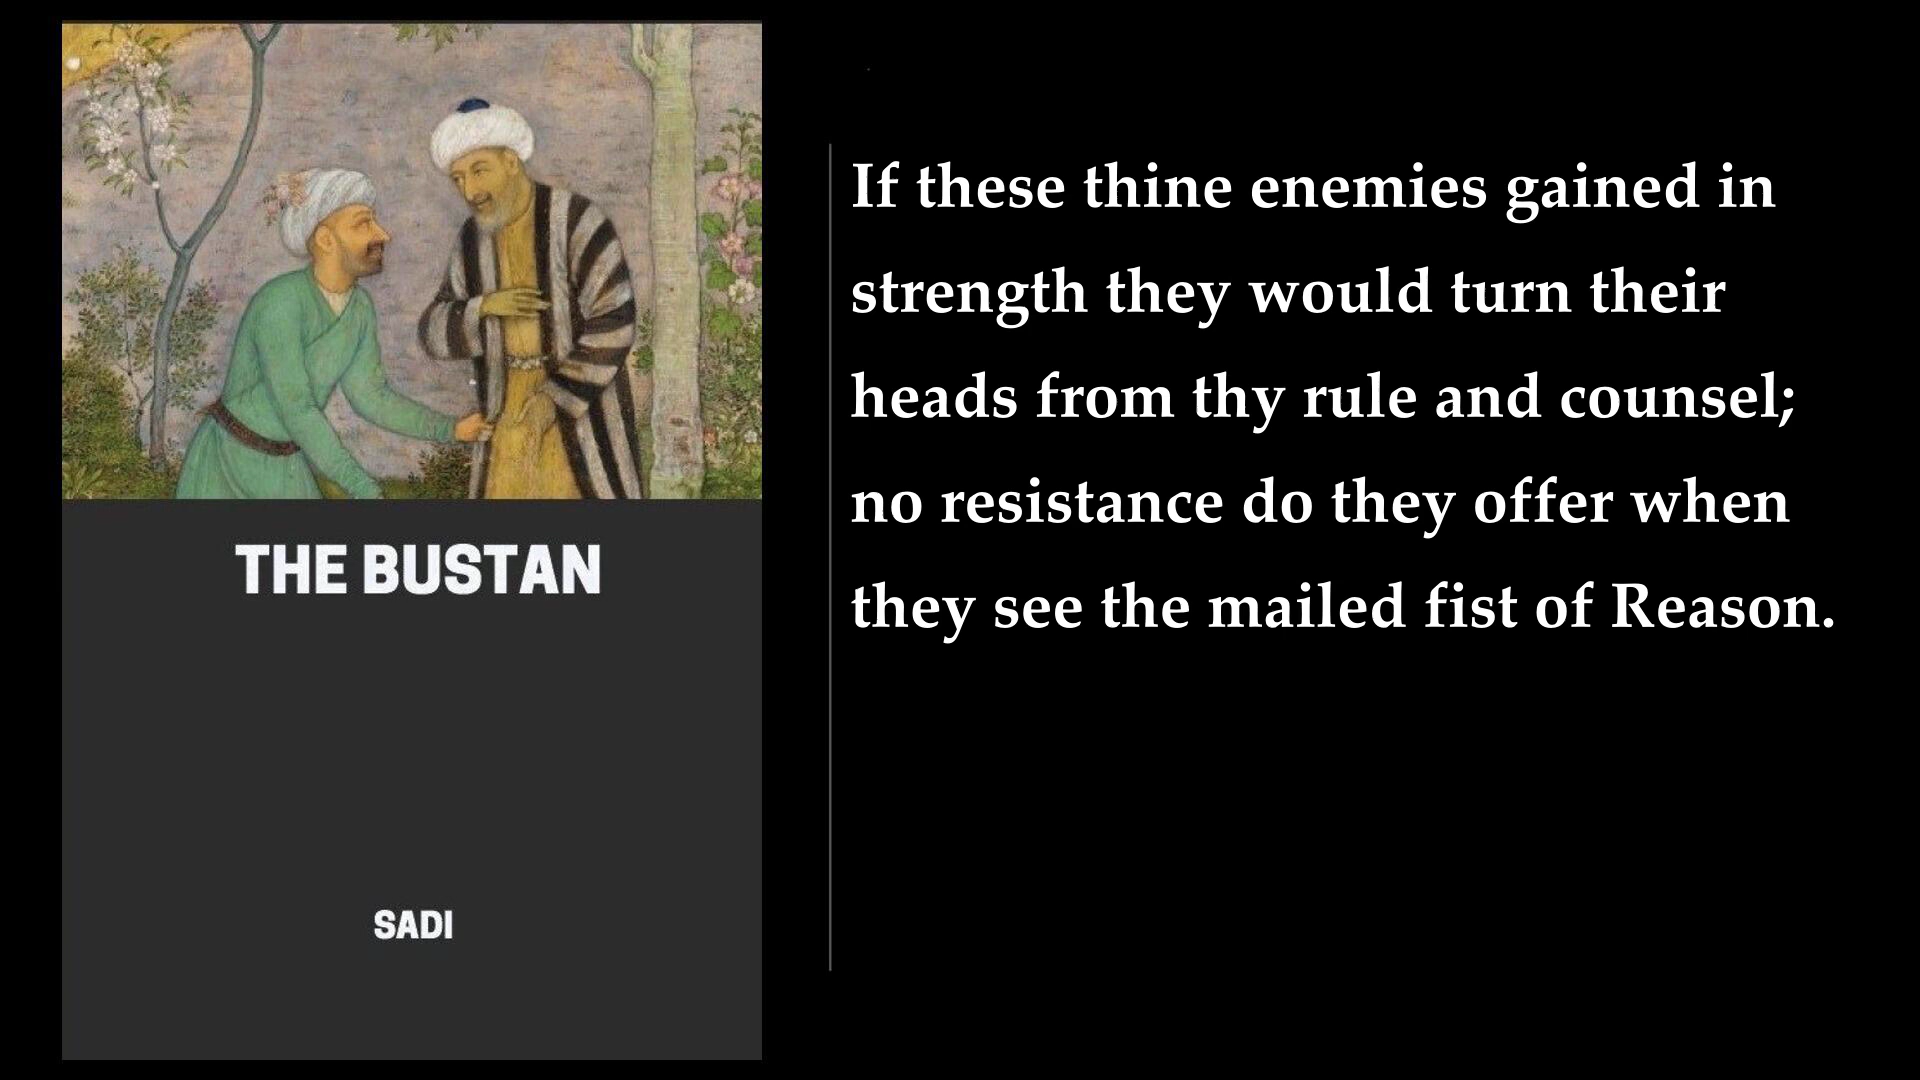 THE BUSTAN
SADI
If these thine enemies gained in
strength they would turn their
heads from thy rule and counsel;
no resistance do they offer when
they see the mailed fist of Reason.